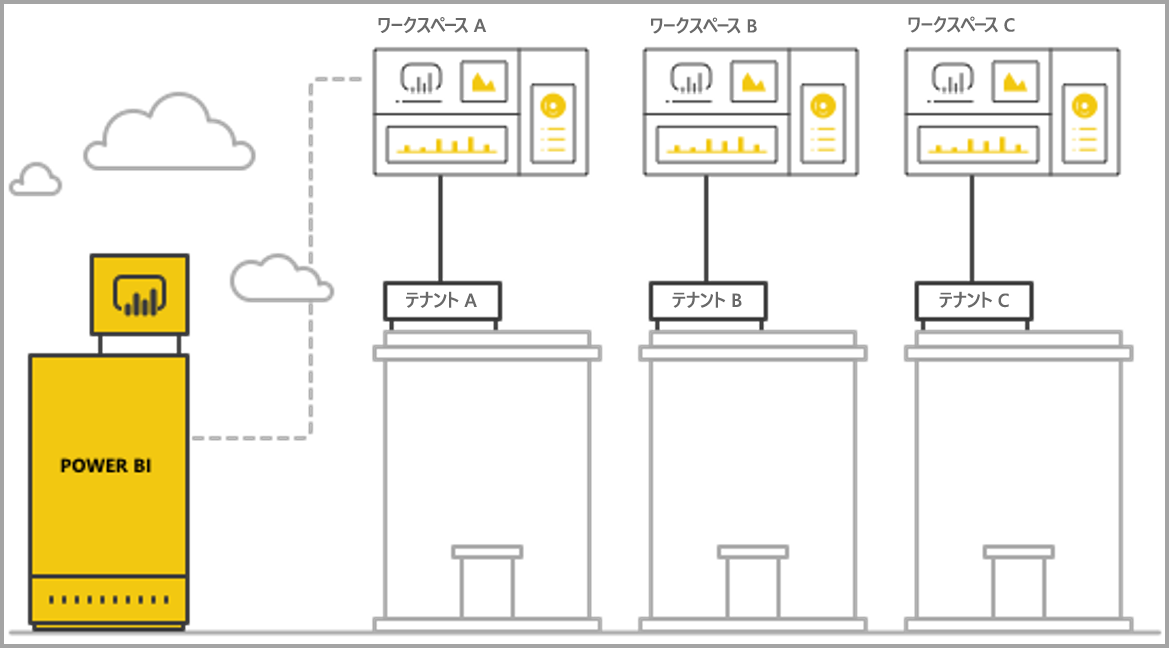 ワークスペース A
ワークスペース B
ワークスペース C
テナント A
テナント B
テナント C
POWER BI